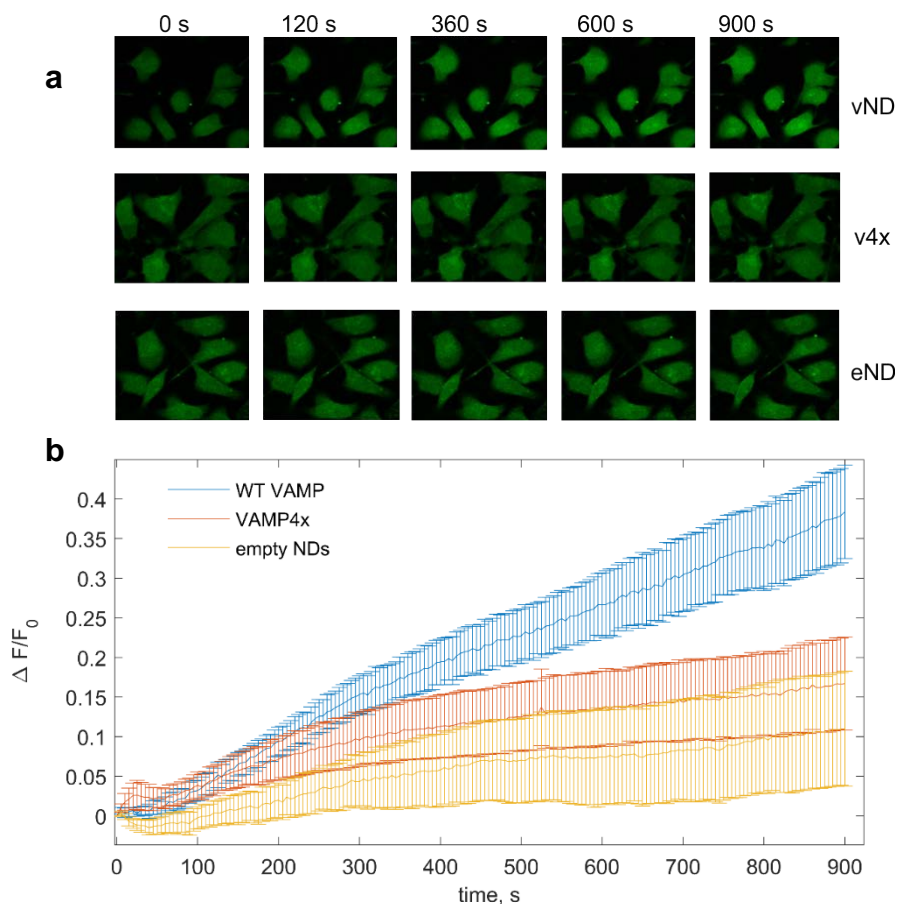 0 s 120 s 360 s 600 s 900 s
a
vND
v4x
eND
b
WT VAMP
VAMP4x
empty NDs
0.4
0.35
0.3
0.25
0.2
0.15
0.1
0.05
0
Δ F/F0
0 100 200 300 400 500 600 700 800 900
time, s